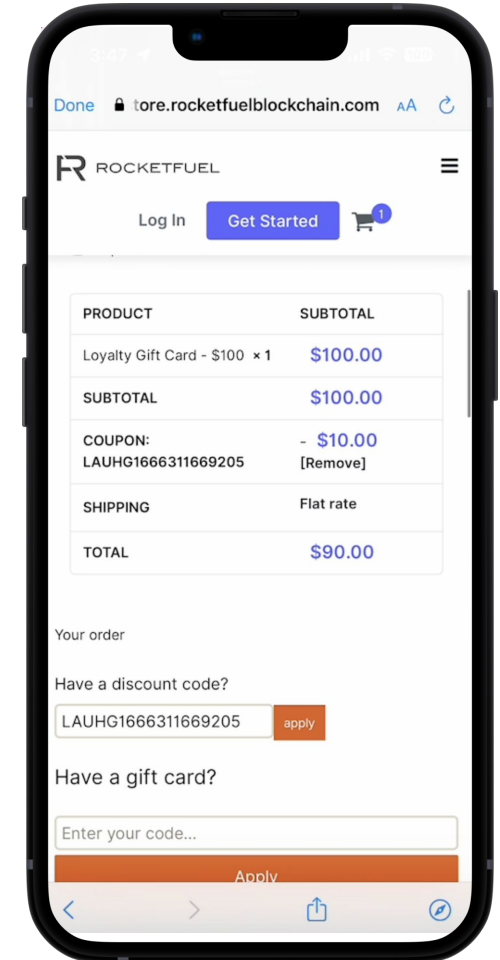 3:47
Done tore.rocketfuelblockchain.com AA
ROCKETFUEL
Log In Get Started 1
PRODUCT SUBTOTAL
Loyalty Gift Card - $100 × 1 $100.00
SUBTOTAL $100.00
COUPON: - $10.00
LAUHG1666311669205 [Remove]
SHIPPING Flat rate
TOTAL $90.00
Your order
Have a discount code?
LAUHG1666311669205 apply
Have a gift card?
Enter your code...
Apply